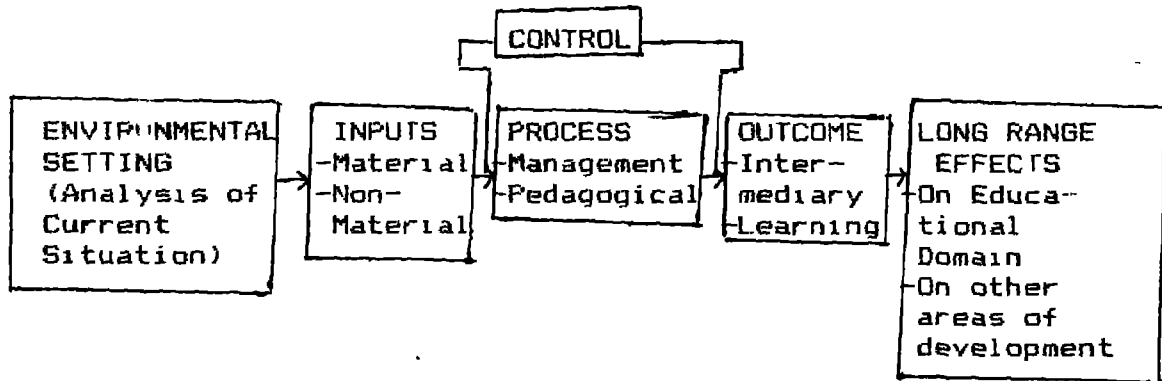 CONTROL
ENVIRONMENTAL
SETTING
(Analysis of
Current
Situation)
INPUTS
-Material
-Non-
Material
PROCESS
-Management
-Pedagogical
OUTCOME
-Inter-
mediary
-Learning
LONG RANGE
EFFECTS
-On Educa-
tional
Domain
-On other
areas of
development